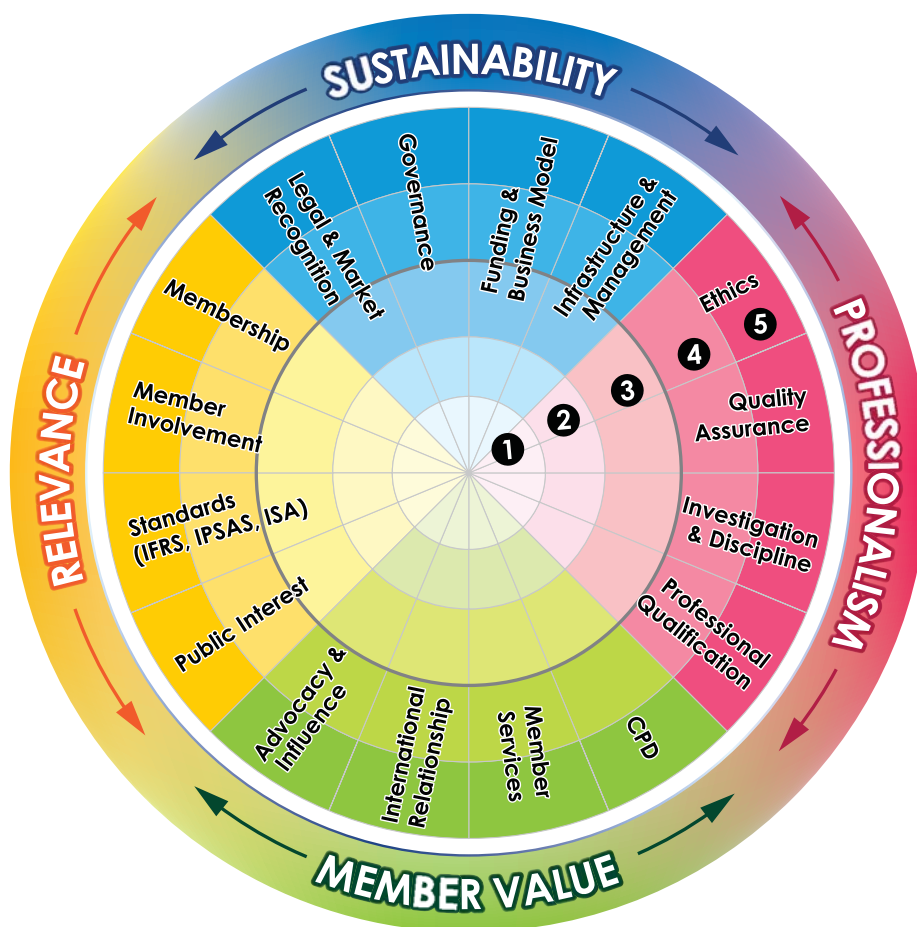 SUSTAINABILITY
Legal & Market
Recognition
Governance
Funding &
Business Model
Infrastructure &
Management
PROFESSIONALISM
Ethics
5
4
3
2
1
Quality
Assurance
Investigation
& Discipline
Professional
Qualification
MEMBER VALUE
CPD
Member
Services
International
Relationship
Advocacy &
Influence
RELEVANCE
Membership
Member
Involvement
Standards
(IFRS, IPSAS, ISA)
Public Interest